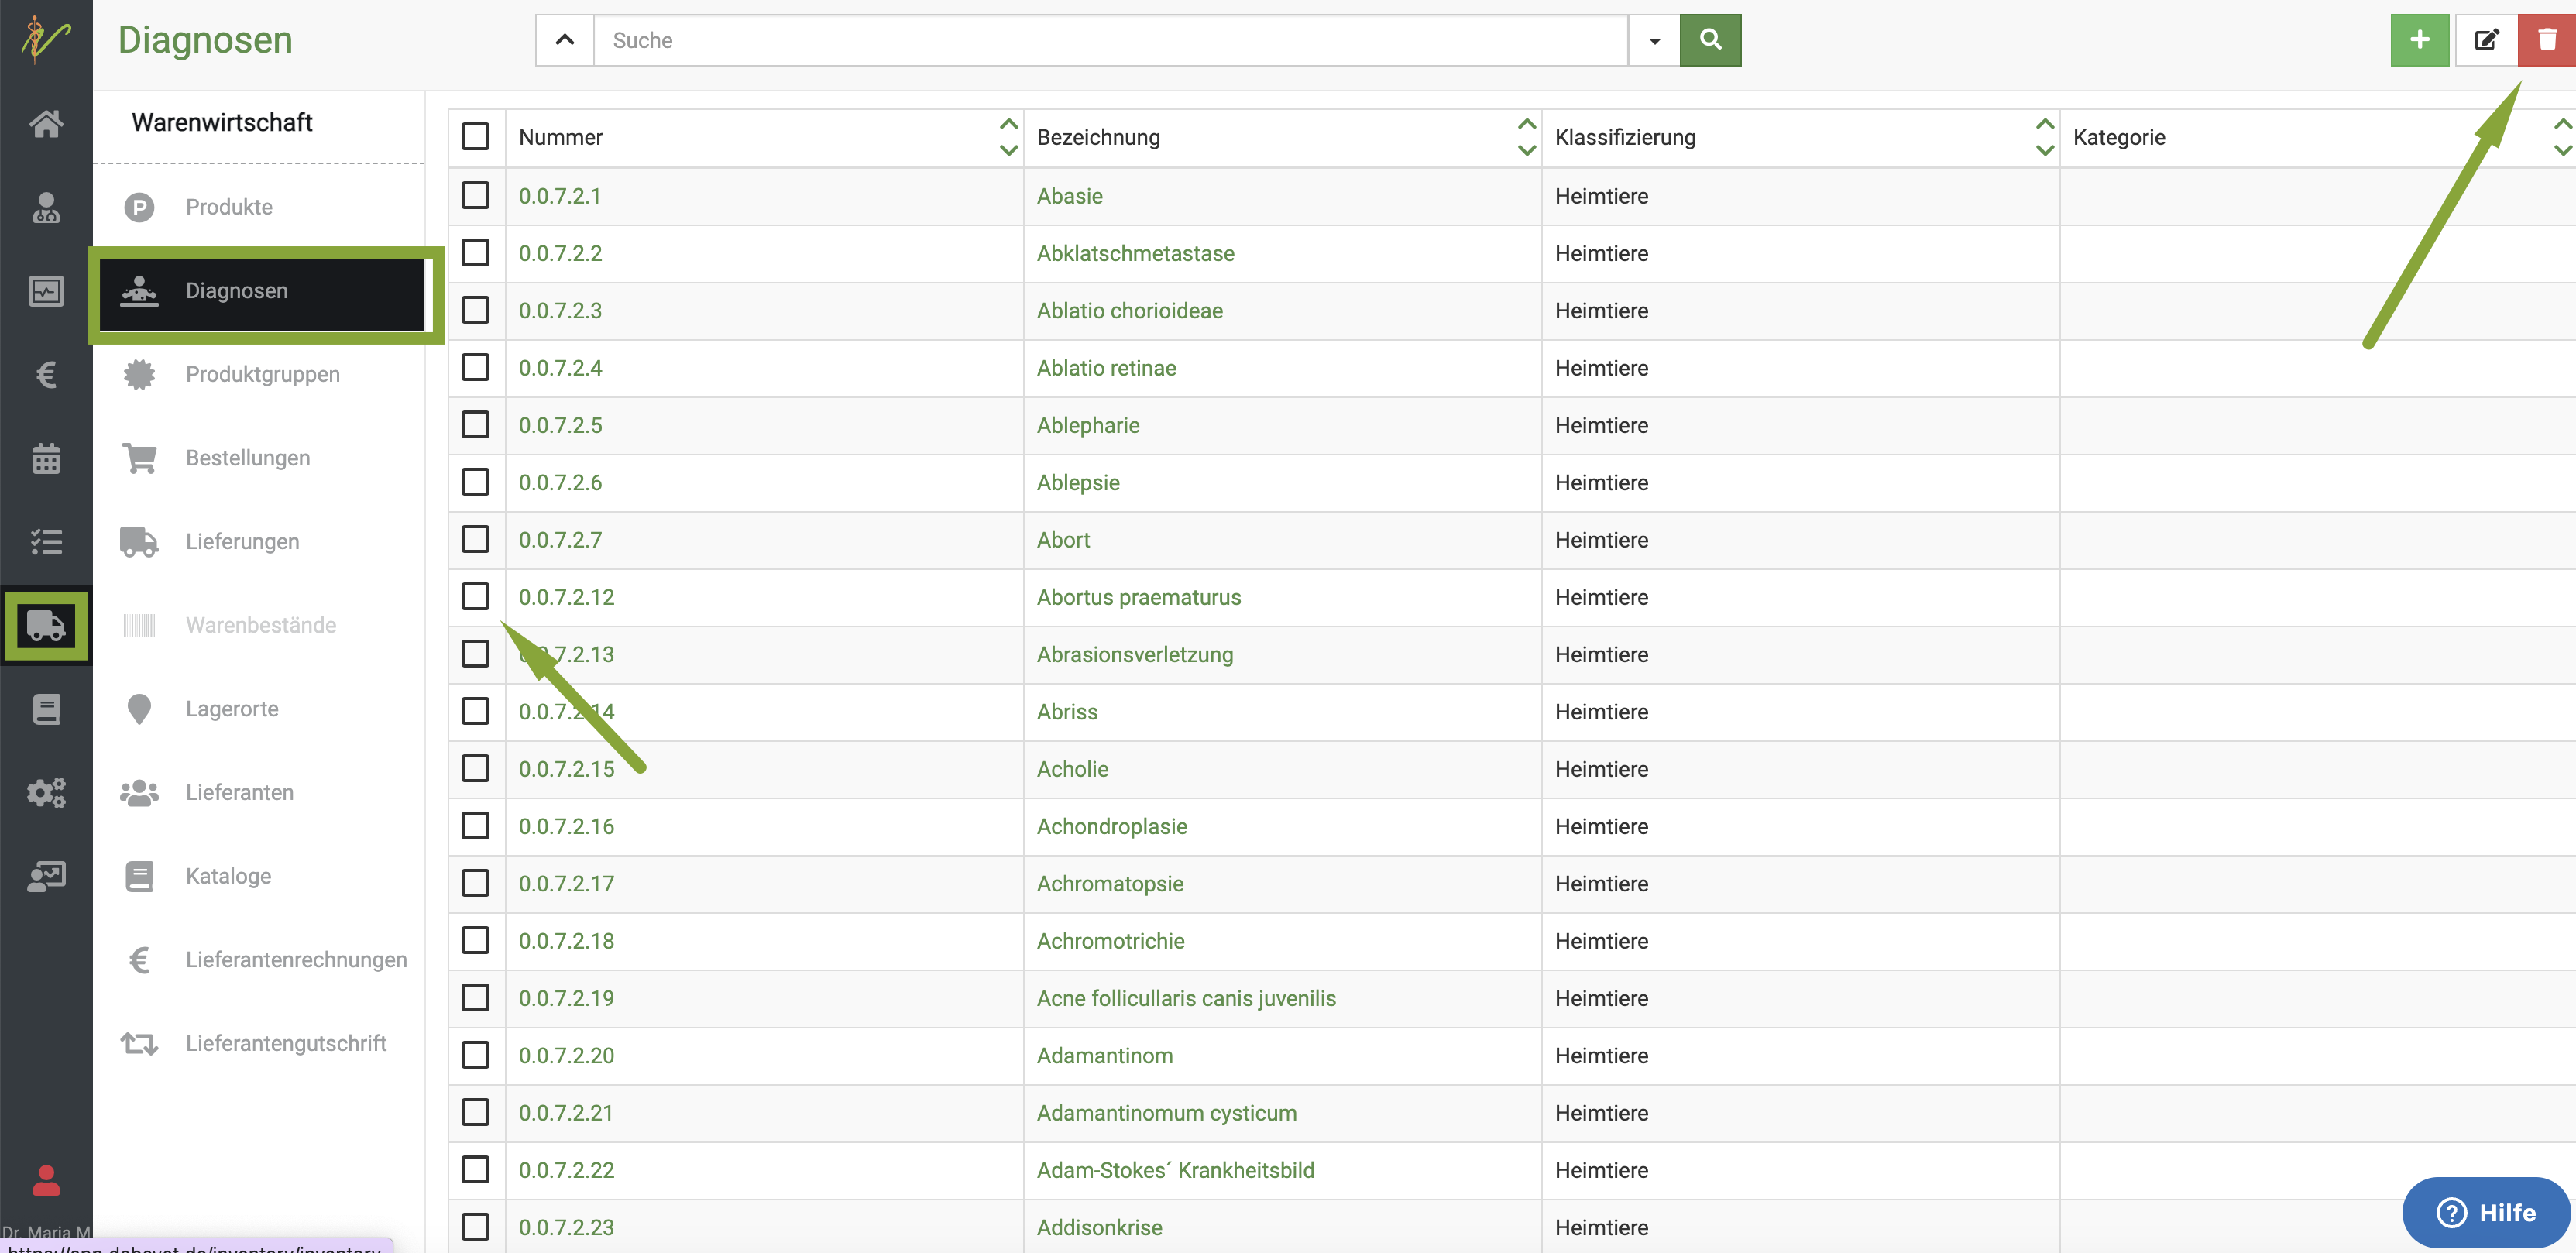 Diagnosen
Suche
Warenwirtschaft
Produkte
Diagnosen
Produktgruppen
Bestellungen
Lieferungen
Warenbestände
Lagerorte
Lieferanten
Kataloge
Lieferantenrechnungen
Lieferantengutschrift
Dr. Maria M
Nummer Bezeichnung Klassifizierung Kategorie
0.0.7.2.1 Abasie Heimtiere
0.0.7.2.2 Abklatschmetastase Heimtiere
0.0.7.2.3 Ablatio chorioideae Heimtiere
0.0.7.2.4 Ablatio retinae Heimtiere
0.0.7.2.5 Ablepharie Heimtiere
0.0.7.2.6 Ablepsie Heimtiere
0.0.7.2.7 Abort Heimtiere
0.0.7.2.12 Abortus praematurus Heimtiere
0.0.7.2.13 Abrasionsverletzung Heimtiere
0.0.7.2.14 Abriss Heimtiere
0.0.7.2.15 Acholie Heimtiere
0.0.7.2.16 Achondroplasie Heimtiere
0.0.7.2.17 Achromatopsie Heimtiere
0.0.7.2.18 Achromotrichie Heimtiere
0.0.7.2.19 Acne follicullaris canis juvenilis Heimtiere
0.0.7.2.20 Adamantinom Heimtiere
0.0.7.2.21 Adamantinomum cysticum Heimtiere
0.0.7.2.22 Adam-Stokes´ Krankheitsbild Heimtiere
0.0.7.2.23 Addisonkrise Heimtiere
Hilfe